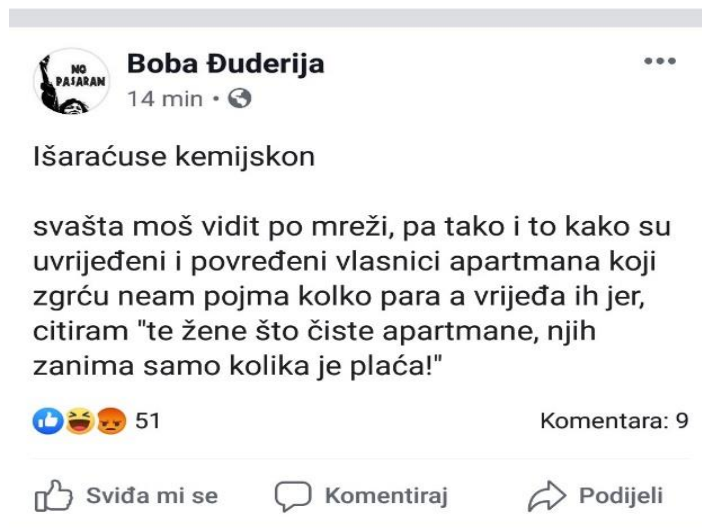 NO
PASARAN
Boba Đuderija
14 min •
Išaraćuse kemijskon
svašta moš vidit po mreži, pa tako i to kako su
uvrijeđeni i povređeni vlasnici apartmana koji
zgrću neam pojma kolko para a vrijeđa ih jer,
citiram "te žene što čiste apartmane, njih
zanima samo kolika je plaća!"
51 Komentara: 9
Sviđa mi se Komentiraj Podijeli